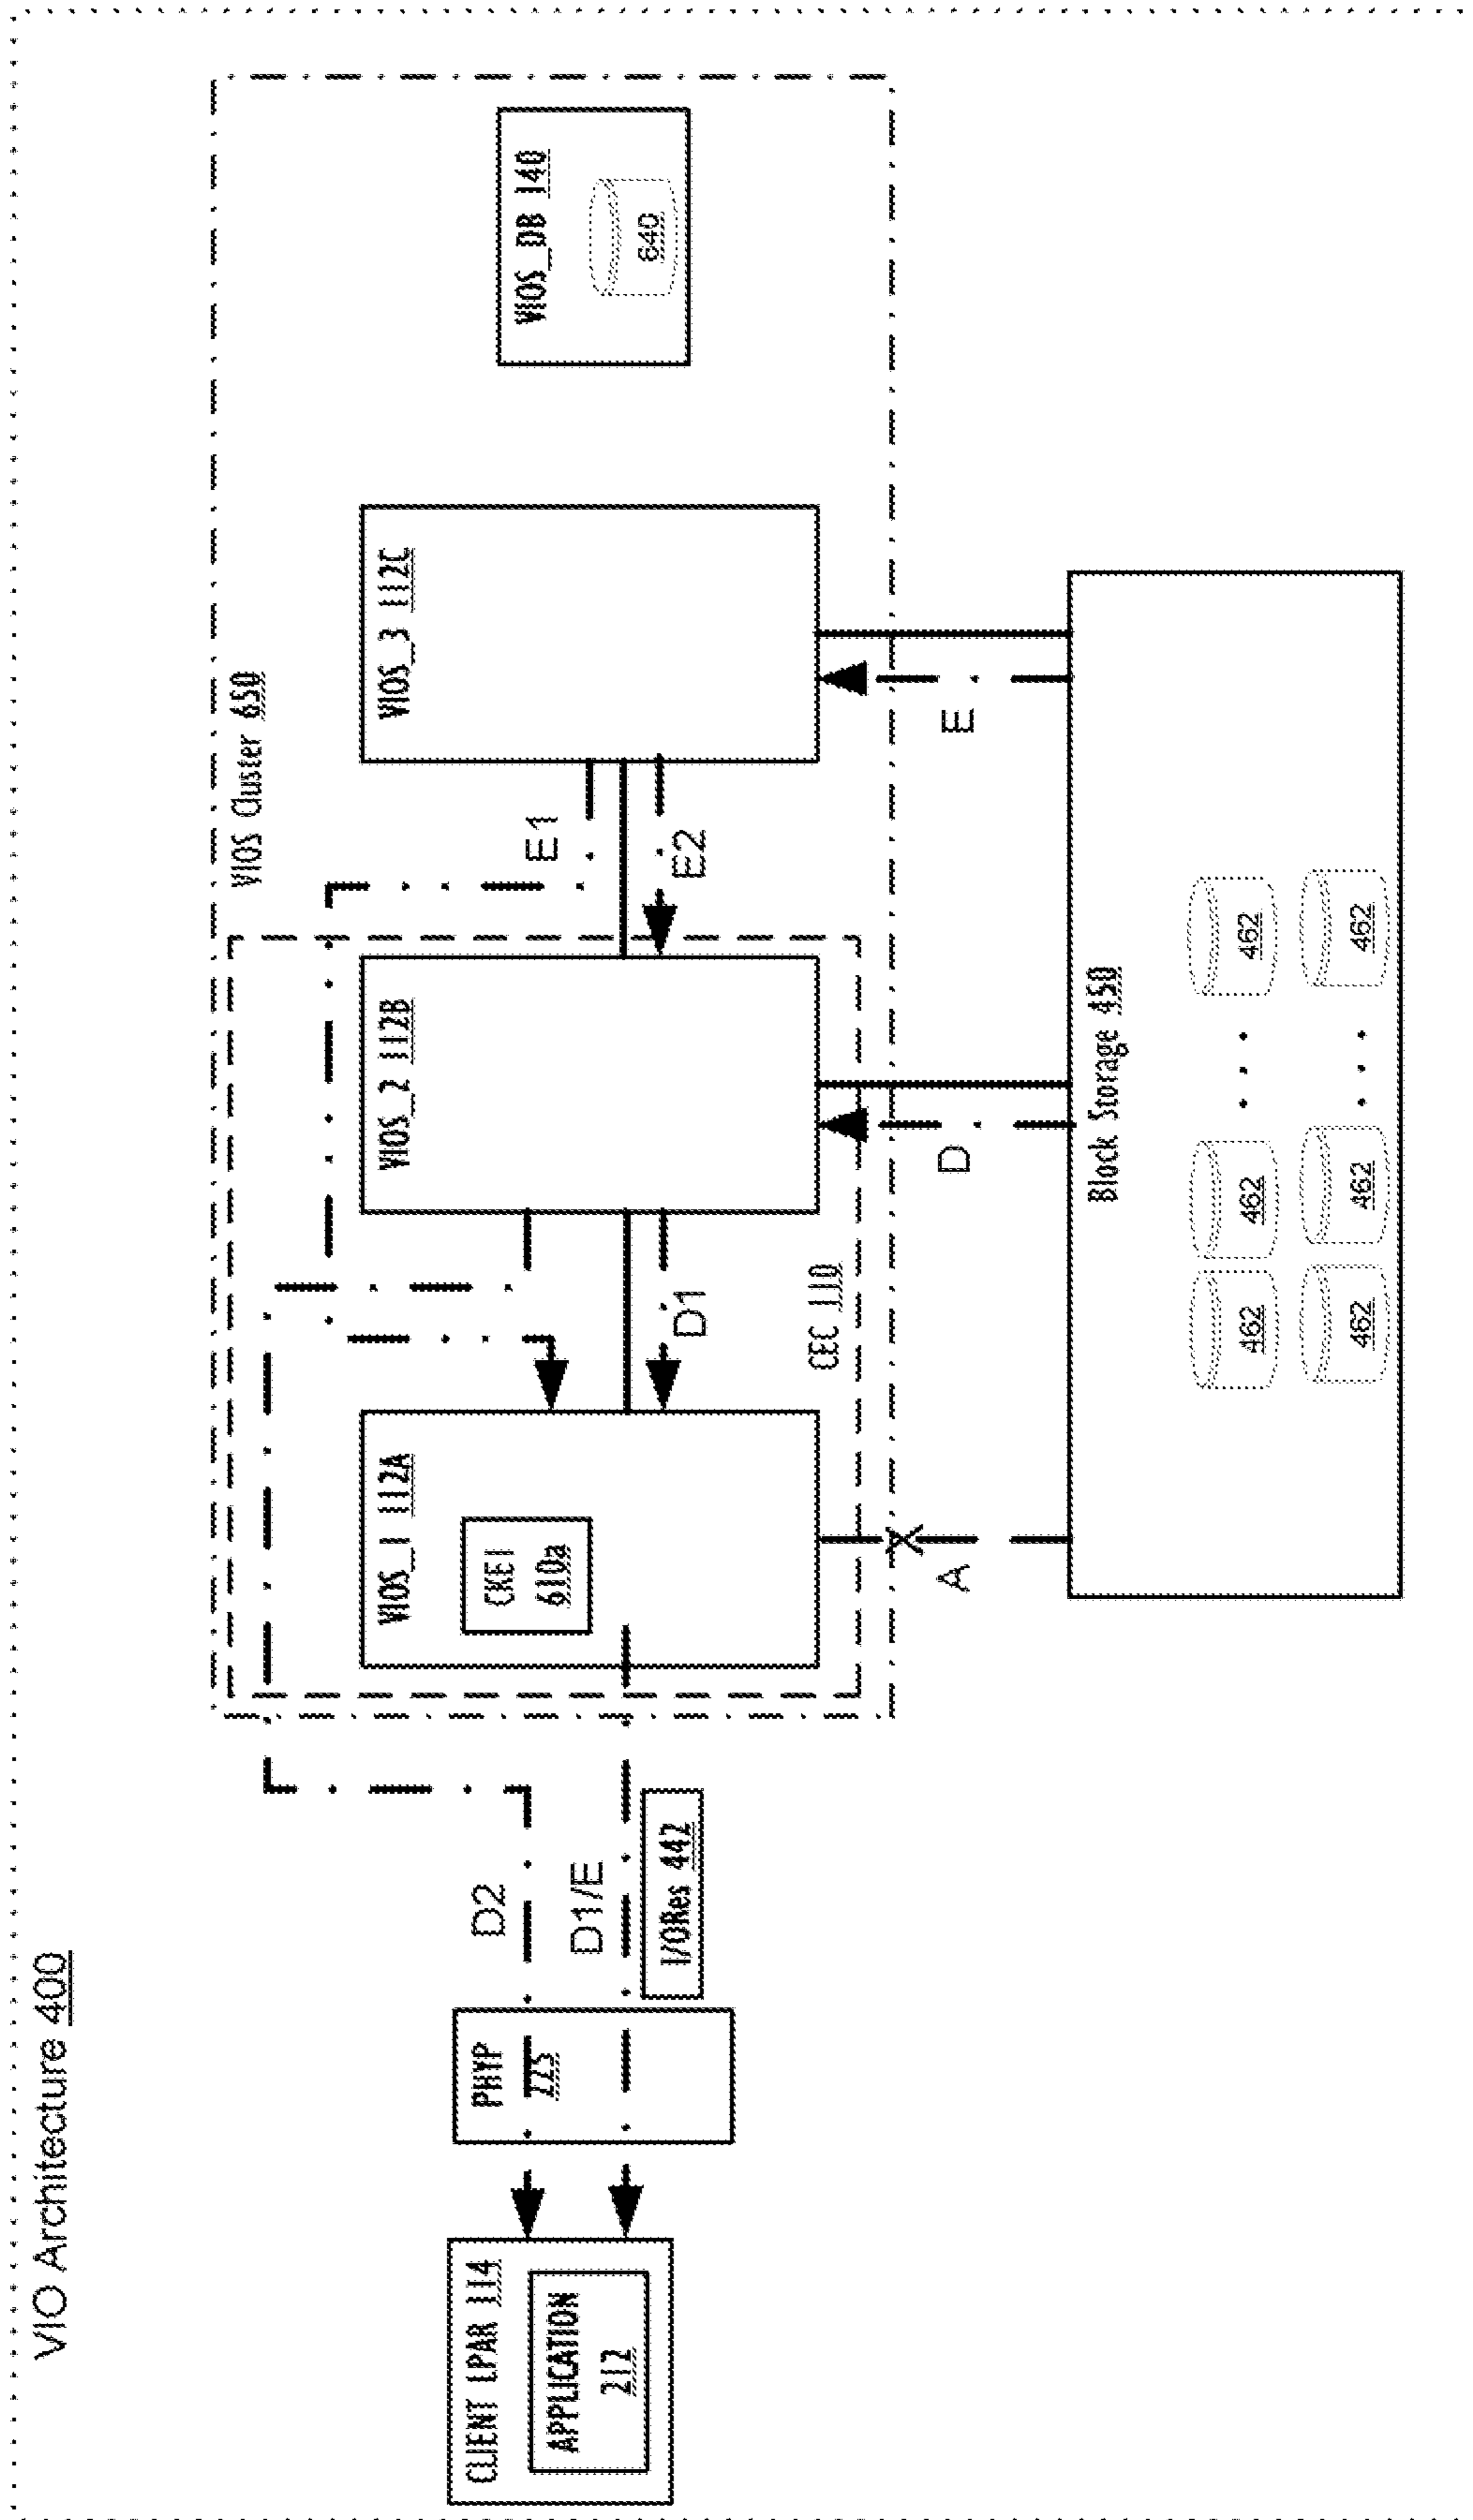 VIO Architecture 400
VIOS Cluster 650
CLIENT LPAR 114
APPLICATION
212
PHYP
225
D2
D1/E
I/ORes 442
VIOS_1 112A
CKE1
610a
D1
CEC 110
VIOS_2 112B
E1
E2
VIOS_3 112C
VIOS_DB 140
640
A
D
E
Block Storage 450
462 462 ... 462
462 462 ... 462